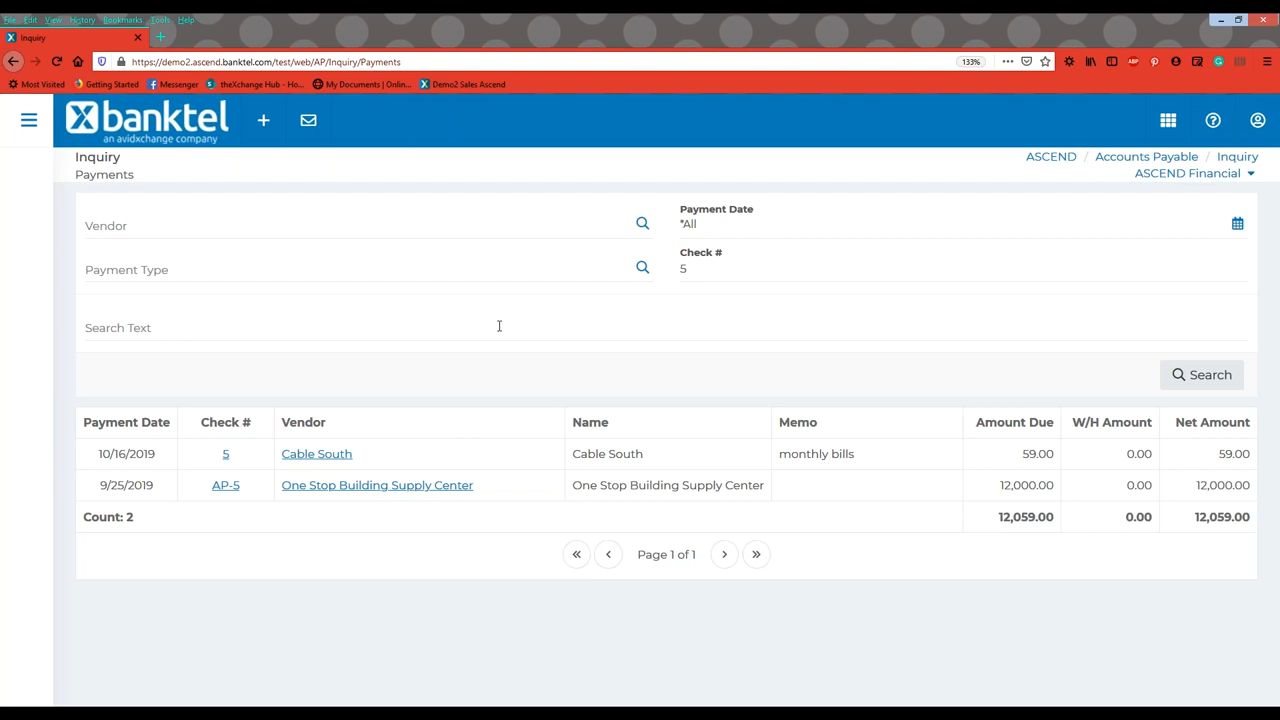 File Edit View History Bookmarks Tools Help
Inquiry
https://demo2.ascend.banktel.com/test/web/AP/Inquiry/Payments
133%
Most Visited Getting Started Messenger theXchange Hub - Ho... My Documents | Onlin... Demo2 Sales Ascend
banktel
an avidxchange company
Inquiry
Payments
ASCEND / Accounts Payable / Inquiry
ASCEND Financial
Vendor
Payment Date
*All
Payment Type
Check #
5
Search Text
Search
Payment Date Check # Vendor Name Memo Amount Due W/H Amount Net Amount
10/16/2019 5 Cable South Cable South monthly bills 59.00 0.00 59.00
9/25/2019 AP-5 One Stop Building Supply Center One Stop Building Supply Center 12,000.00 0.00 12,000.00
Count: 2 12,059.00 0.00 12,059.00
Page 1 of 1